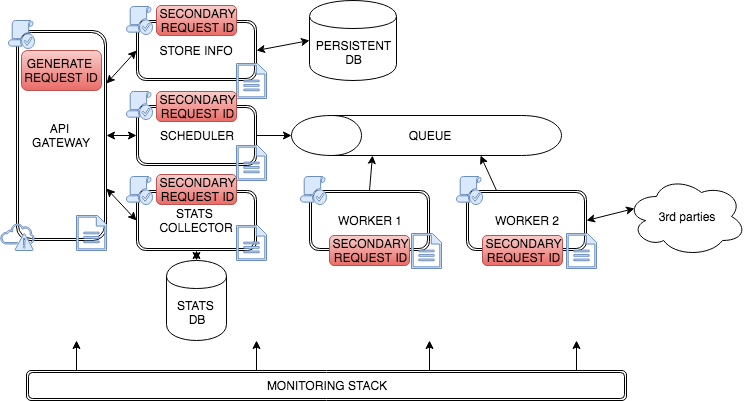 SECONDARY
REQUEST ID
STORE INFO
PERSISTENT
DB
GENERATE
REQUEST ID
API
GATEWAY
SECONDARY
REQUEST ID
SCHEDULER
QUEUE
SECONDARY
REQUEST ID
STATS
COLLECTOR
WORKER 1
SECONDARY
REQUEST ID
WORKER 2
SECONDARY
REQUEST ID
3rd parties
STATS
DB
MONITORING STACK